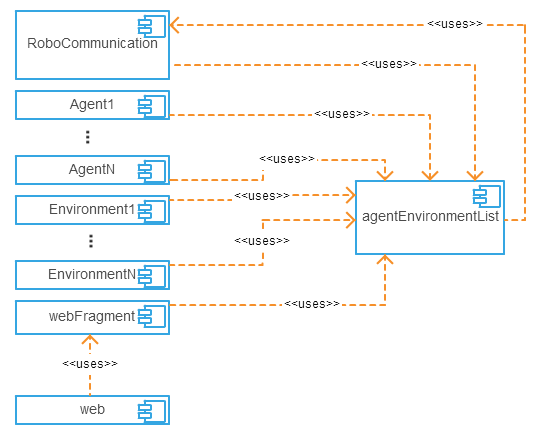 <<uses>>
RoboCommunication
<<uses>>
Agent1
<<uses>>
<<uses>>
AgentN
<<uses>>
Environment1
agentEnvironmentList
<<uses>>
EnvironmentN
<<uses>>
webFragment
<<uses>>
web